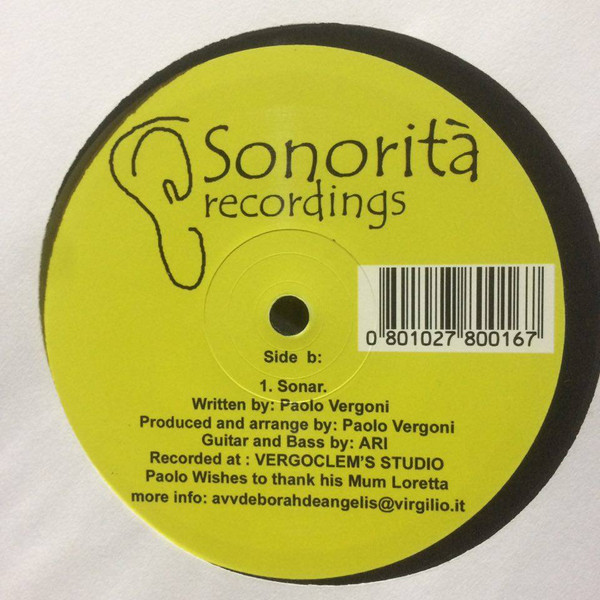 Sonorità
recordings
0 801027 800167
Side b:
1. Sonar.
Written by: Paolo Vergoni
Produced and arrange by: Paolo Vergoni
Guitar and Bass by: ARI
Recorded at : VERGOCLEM'S STUDIO
Paolo Wishes to thank his Mum Loretta
more info: avvdeborahdeangelis@virgilio.it